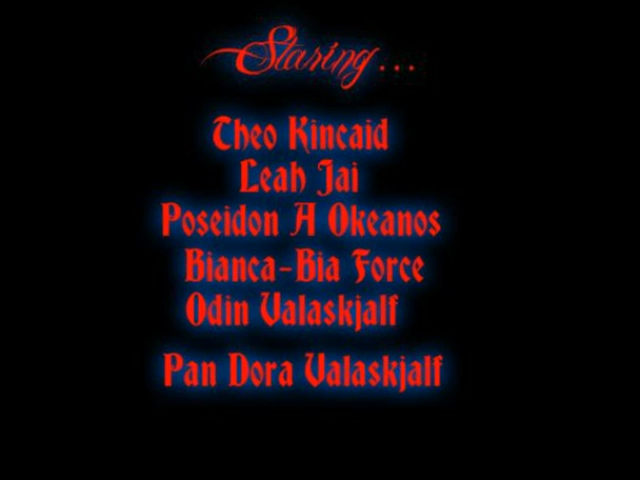 Staring...
Theo Kincaid
Leah Jai
Poseidon A Okeanos
Bianca-Bia Force
Odin Valaskjalf
Pan Dora Valaskjalf